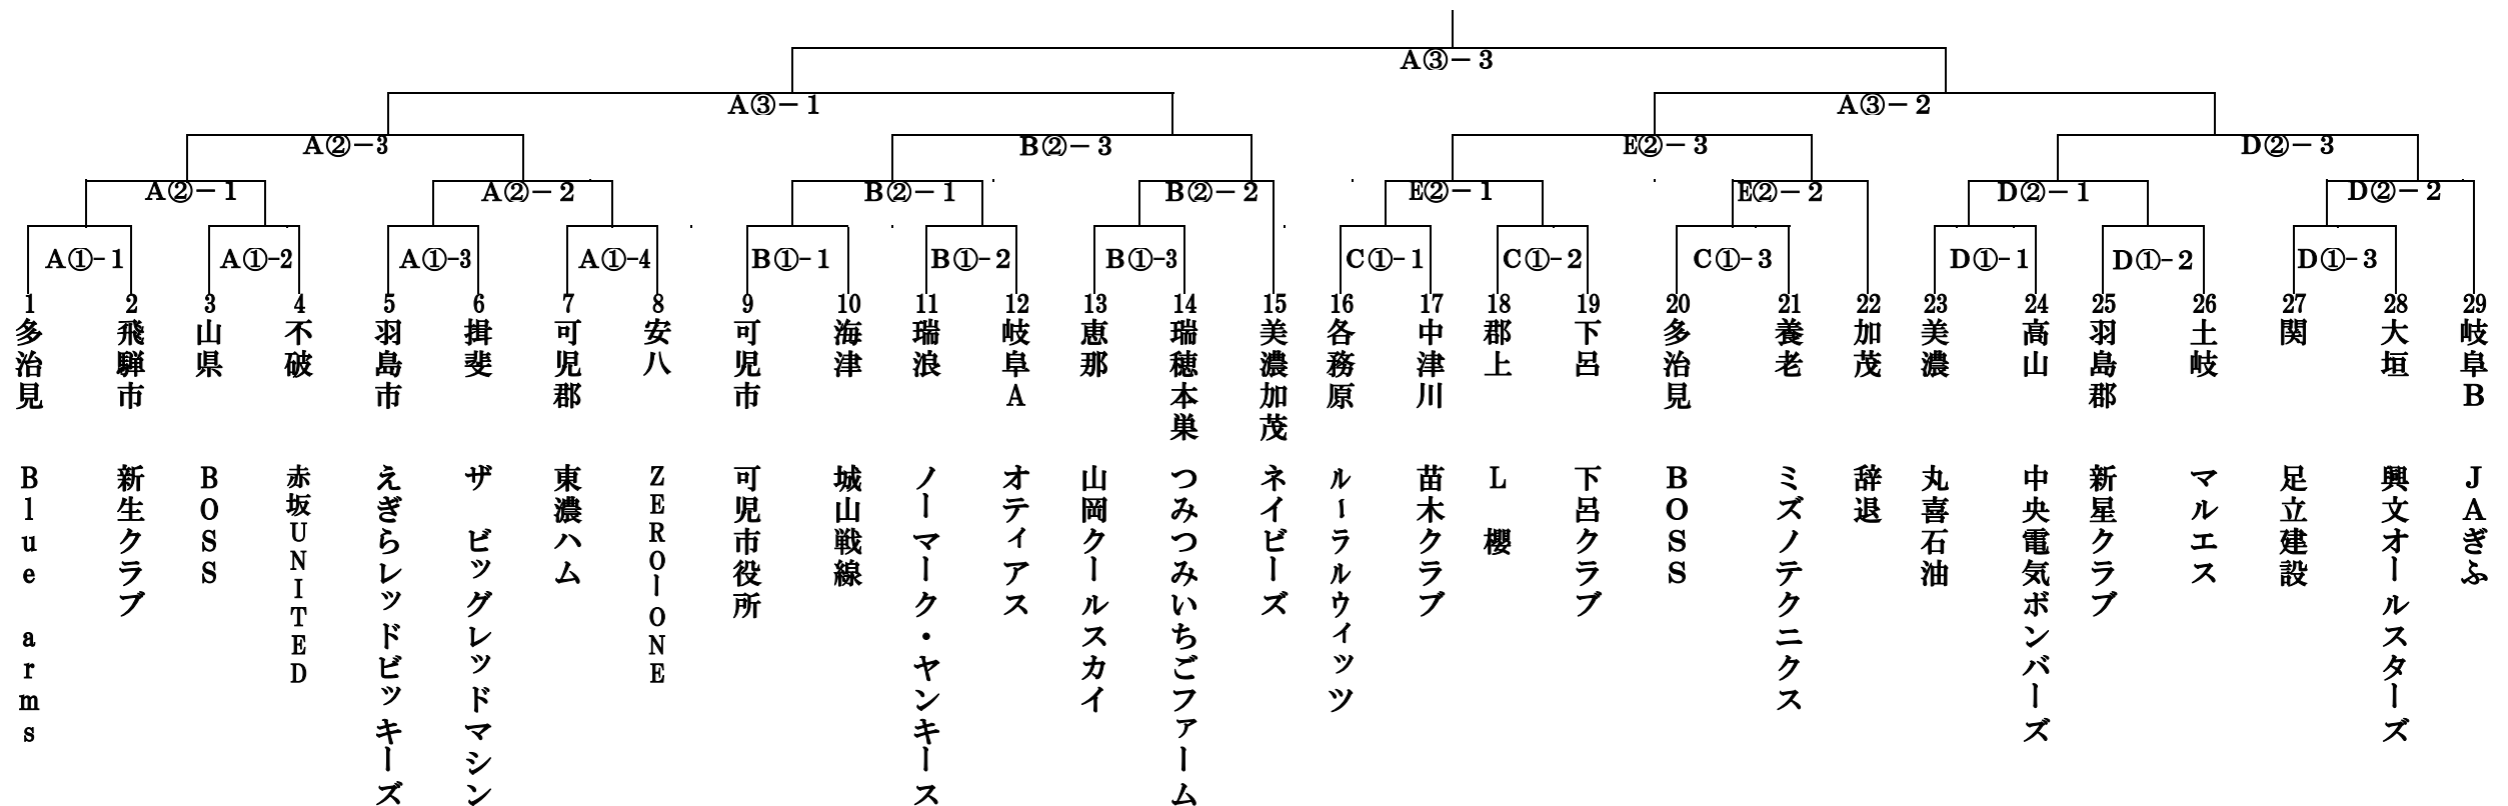 A③－3
A③－1
A③－2
A②－3
B②－3
E②－3
D②－3
A②－1
A②－2
B②－1
B②－2
E②－1
E②－2
D②－1
D②－2
A①-1
A①-2
A①-3
A①-4
B①-1
B①-2
B①-3
C①-1
C①-2
C①-3
D①-1
D①-2
D①-3
1 多治見 Blue arms
2 飛騨市 新生クラブ
3 山県 BOSS
4 不破 赤坂UNITED
5 羽島市 えぎらレッドビッキーズ
6 揖斐 ザ ビッグレッドマシン
7 可児郡 東濃ハム
8 安八 ZERO－ONE
9 可児市 可児市役所
10 海津 城山戦線
11 瑞浪 ノーマーク・ヤンキース
12 岐阜A オティアス
13 恵那 山岡クールスカイ
14 瑞穂本巣 つみつみいちごファーム
15 美濃加茂 ネイビーズ
16 各務原 ルーラルウィッツ
17 中津川 苗木クラブ
18 郡上 L 櫻
19 下呂 下呂クラブ
20 多治見 BOSS
21 養老 ミズノテクニクス
22 加茂 辞退
23 美濃 丸喜石油
24 高山 中央電気ボンバーズ
25 羽島郡 新星クラブ
26 土岐 マルエス
27 関 足立建設
28 大垣 興文オールスターズ
29 岐阜B JAぎふ